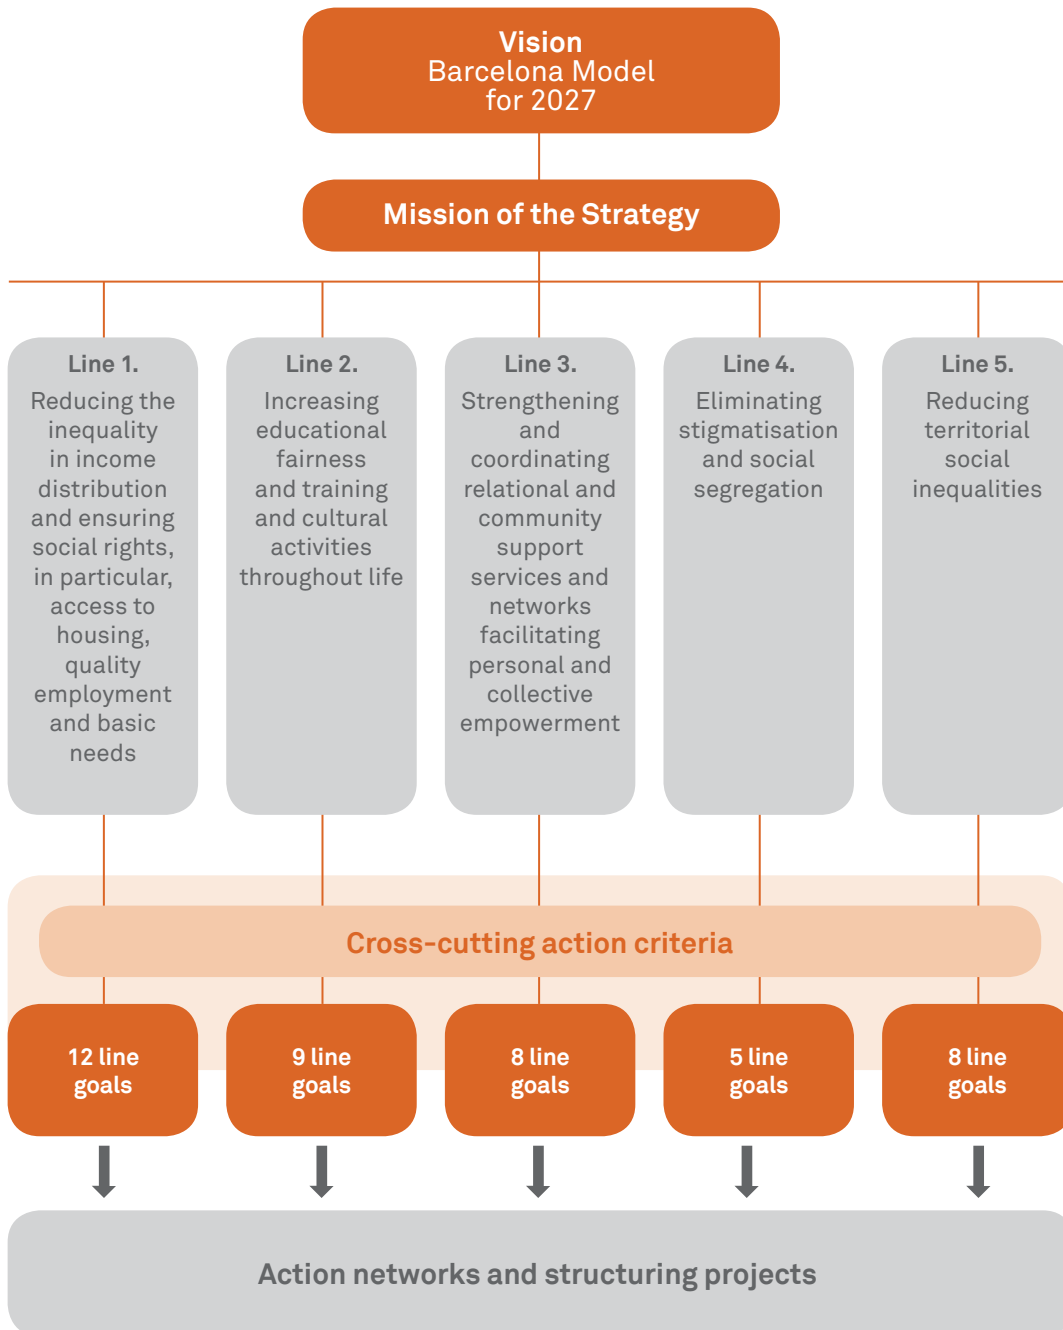 Vision
Barcelona Model
for 2027
Mission of the Strategy
Line 1.
Reducing the
inequality
in income
distribution
and ensuring
social rights,
in particular,
access to
housing,
quality
employment
and basic
needs
Line 2.
Increasing
educational
fairness
and training
and cultural
activities
throughout life
Line 3.
Strengthening
and
coordinating
relational and
community
support
services and
networks
facilitating
personal and
collective
empowerment
Line 4.
Eliminating
stigmatisation
and social
segregation
Line 5.
Reducing
territorial
social
inequalities
Cross-cutting action criteria
12 line
goals
9 line
goals
8 line
goals
5 line
goals
8 line
goals
Action networks and structuring projects